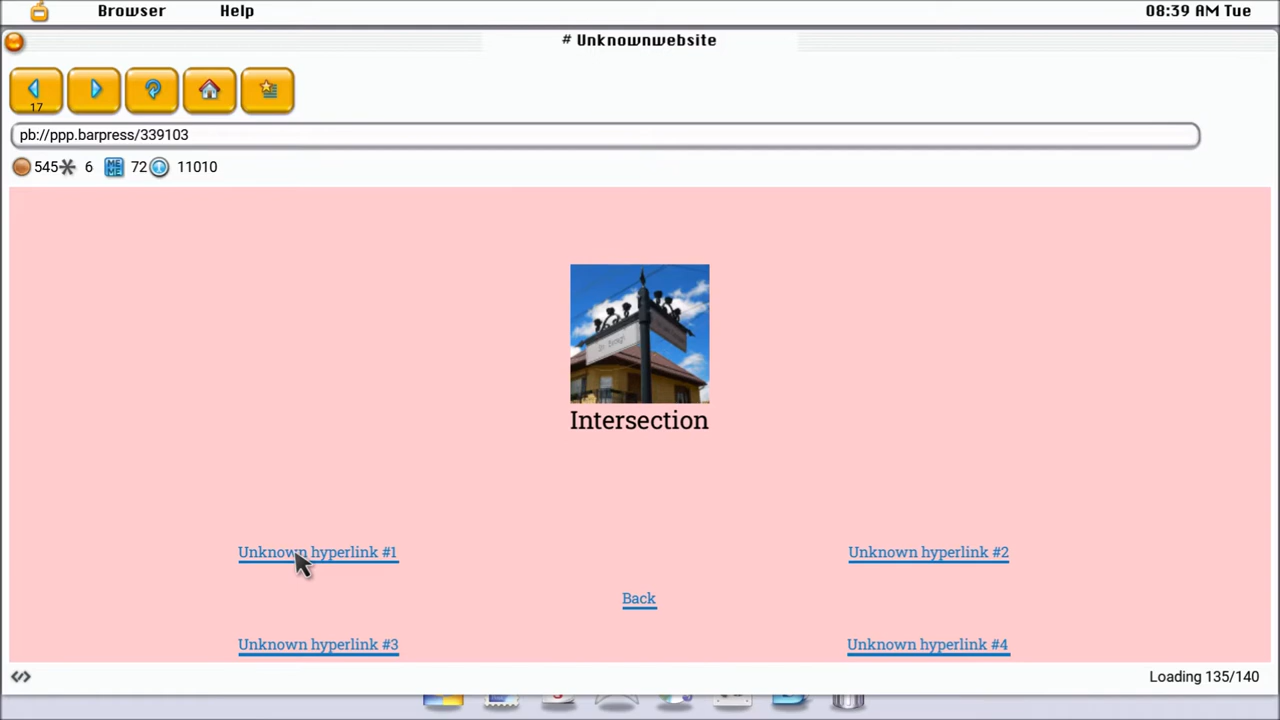 Browser Help 08:39 AM Tue
# Unknownwebsite
17
pb://ppp.barpress/339103
545 6 72 11010
Intersection
Unknown hyperlink #1 Unknown hyperlink #2
Back
Unknown hyperlink #3 Unknown hyperlink #4
Loading 135/140